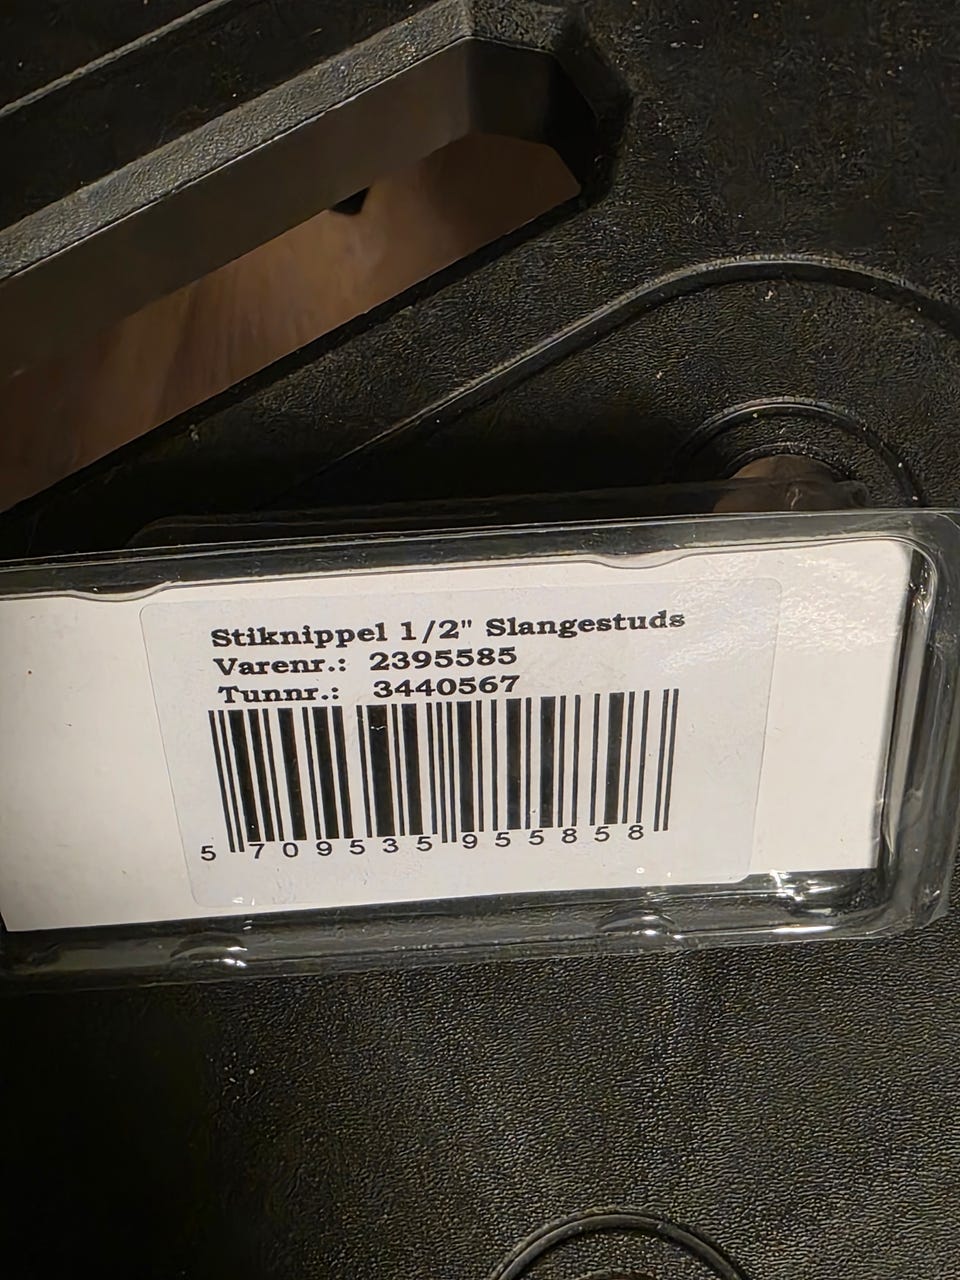 Stiknippel 1/2" Slangestuds
Varenr.: 2395585
Tunnr.: 3440567
5 709535 955858